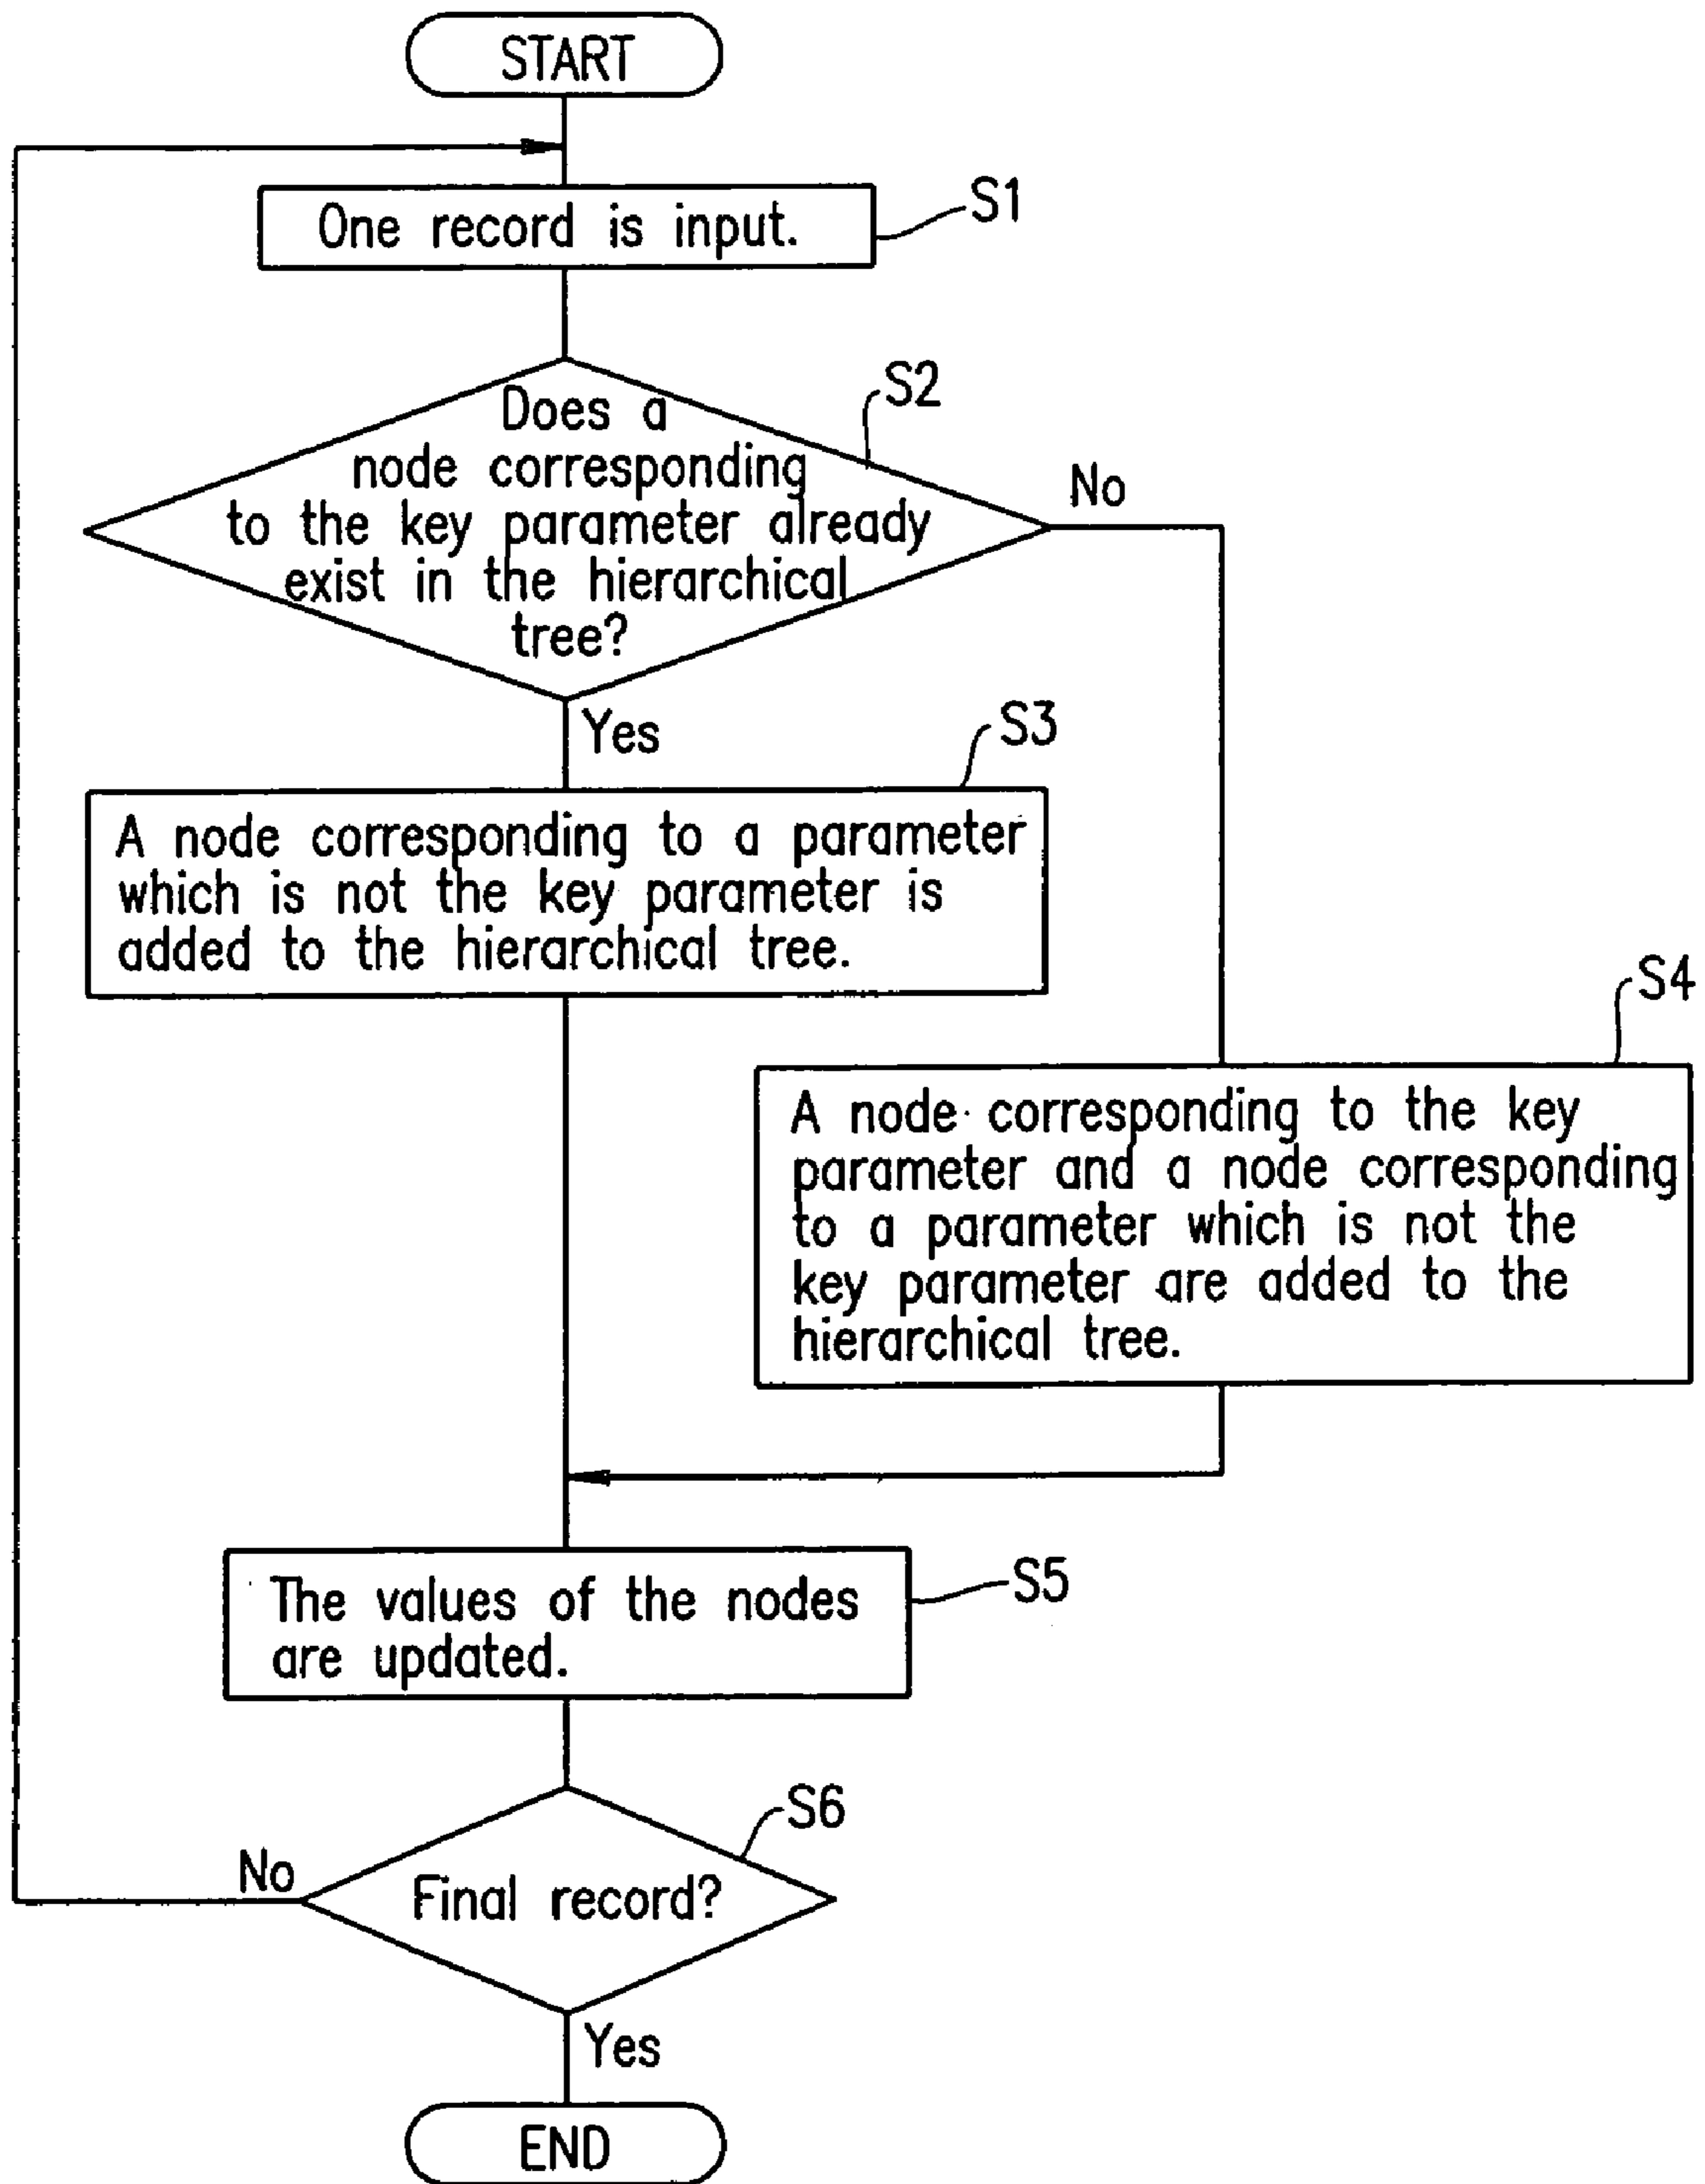 START
One record is input.
S1
Does a
node corresponding
to the key parameter already
exist in the hierarchical
tree?
S2
No
Yes
S3
A node corresponding to a parameter
which is not the key parameter is
added to the hierarchical tree.
S4
A node corresponding to the key
parameter and a node corresponding
to a parameter which is not the
key parameter are added to the
hierarchical tree.
The values of the nodes
are updated.
S5
S6
No
Final record?
Yes
END